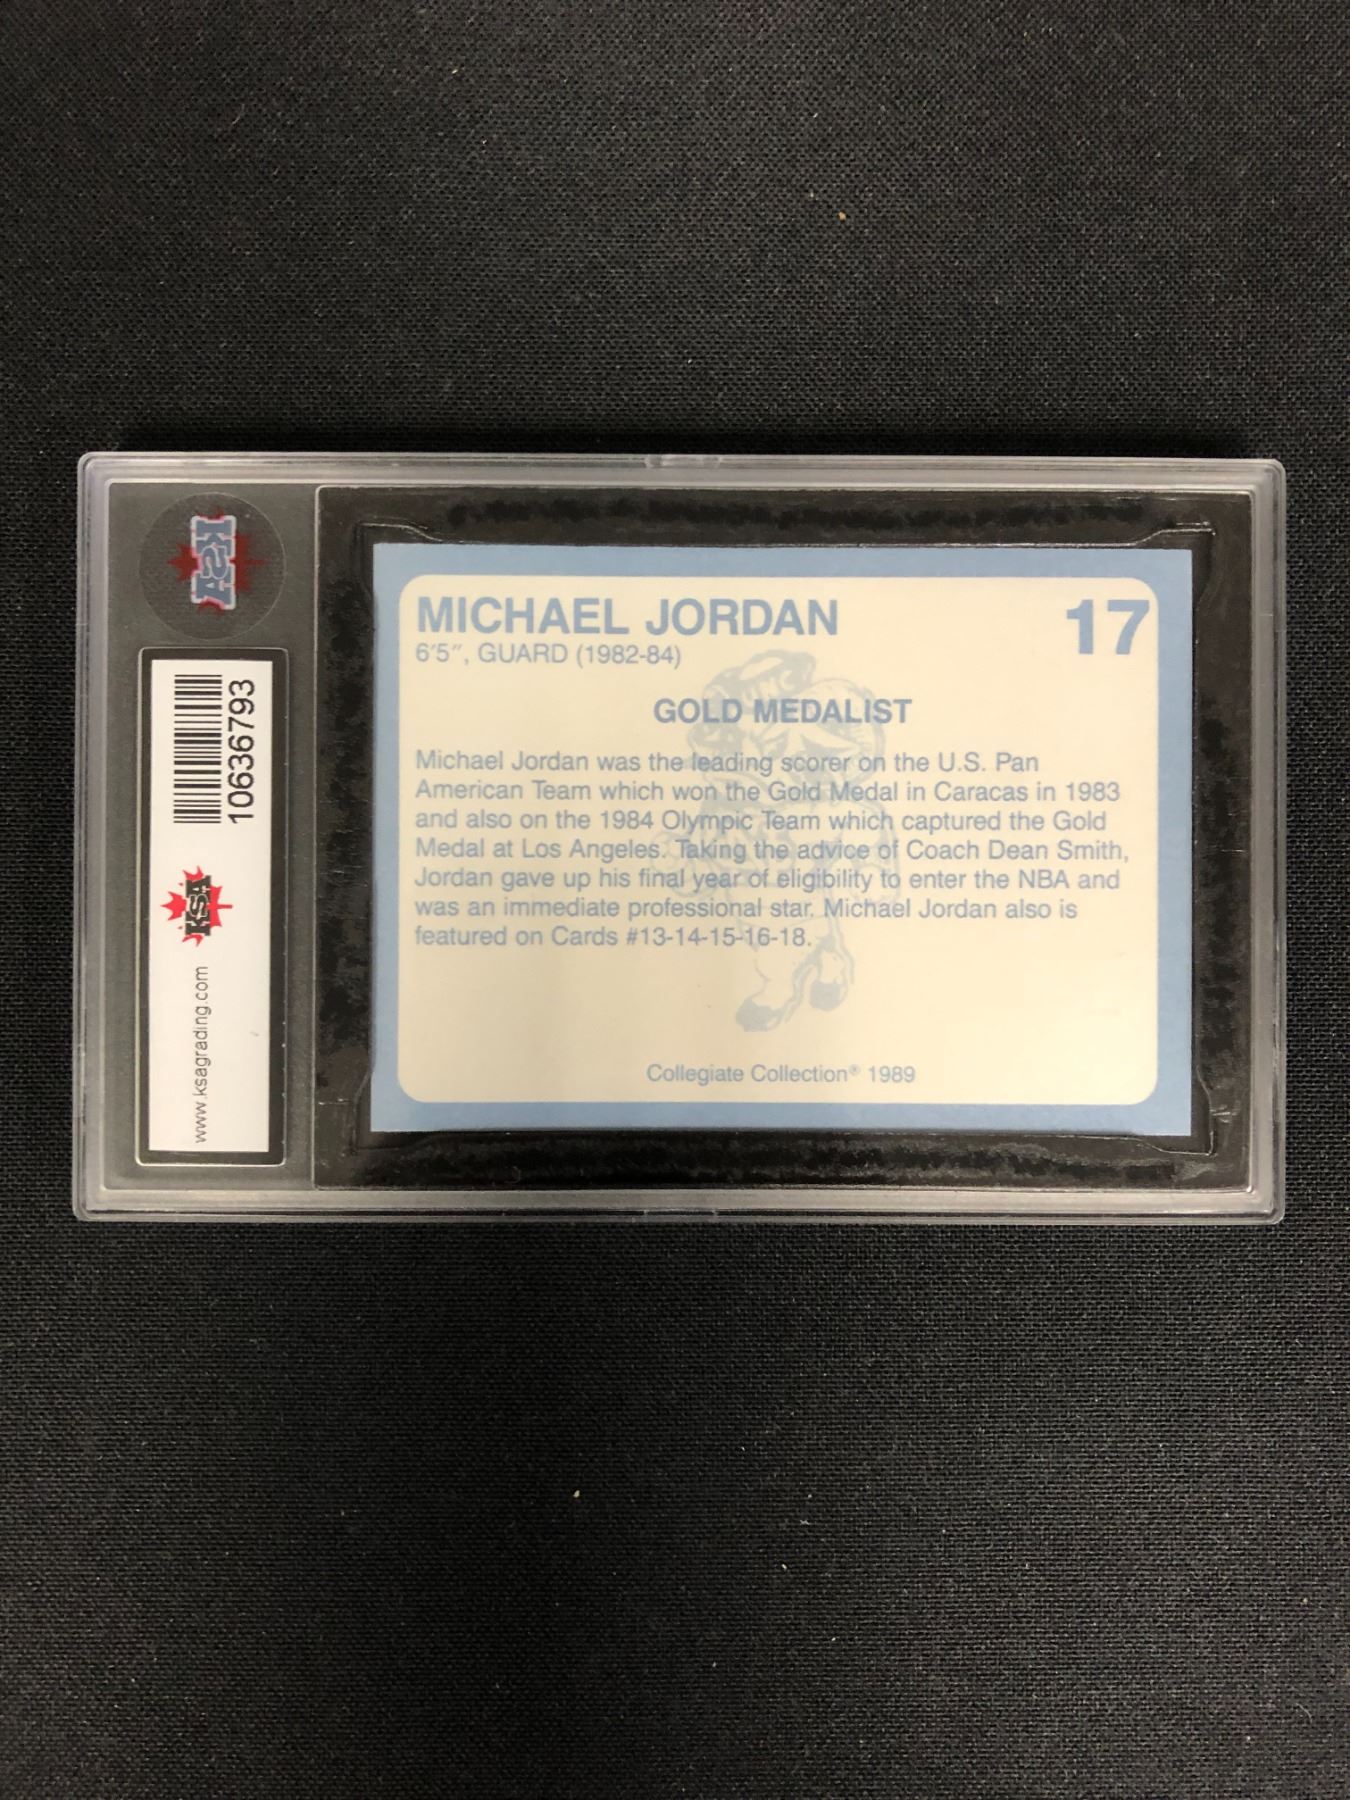 MICHAEL JORDAN
17
6'5", GUARD (1982-84)
GOLD MEDALIST
Michael Jordan was the leading scorer on the U.S. Pan
American Team which won the Gold Medal in Caracas in 1983
and also on the 1984 Olympic Team which captured the Gold
Medal at Los Angeles. Taking the advice of Coach Dean Smith,
Jordan gave up his final year of eligibility to enter the NBA and
was an immediate professional star. Michael Jordan also is
featured on Cards #13-14-15-16-18.
Collegiate Collection® 1989
KSA
10636793
KSA
www.ksagrading.com